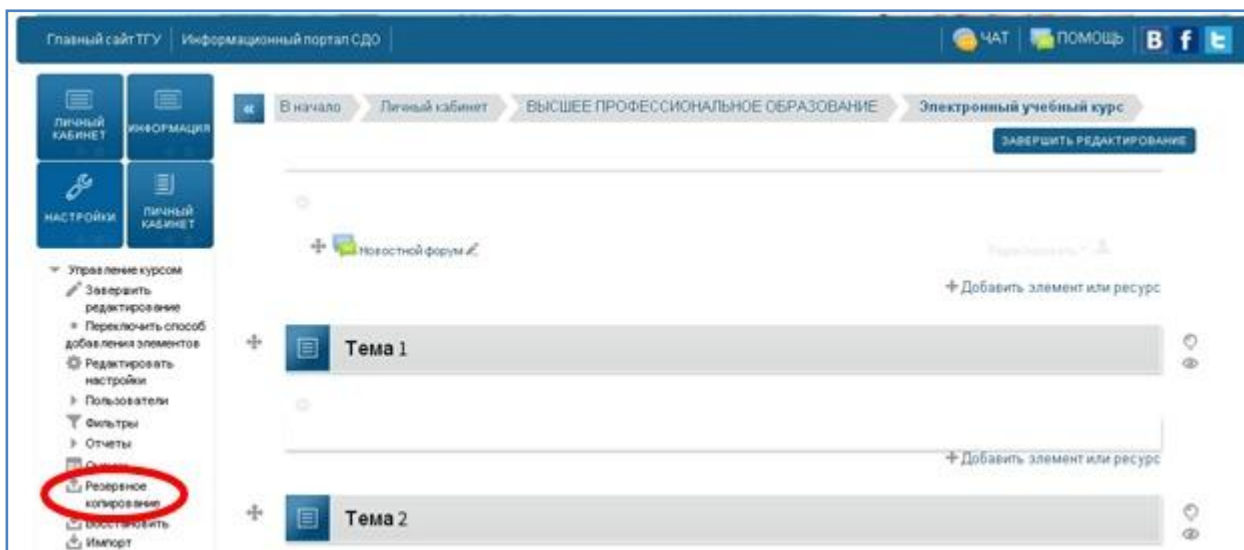 Главный сайт ТГУ Информационный портал СДО ЧАТ ПОМОЩЬ B f t
ЛИЧНЫЙ КАБИНЕТ
ИНФОРМАЦИЯ
НАСТРОЙКИ
ЛИЧНЫЙ КАБИНЕТ
« В начало Личный кабинет ВЫСШЕЕ ПРОФЕССИОНАЛЬНОЕ ОБРАЗОВАНИЕ Электронный учебный курс
ЗАВЕРШИТЬ РЕДАКТИРОВАНИЕ
Управление курсом
Завершить
редактирование
Переключить способ
добавления элементов
Редактировать
настройки
Пользователи
Фильтры
Отчеты
Резервное
копирование
Восстановить
Импорт
Новостной форум
Добавить элемент или ресурс
Тема 1
Добавить элемент или ресурс
Тема 2